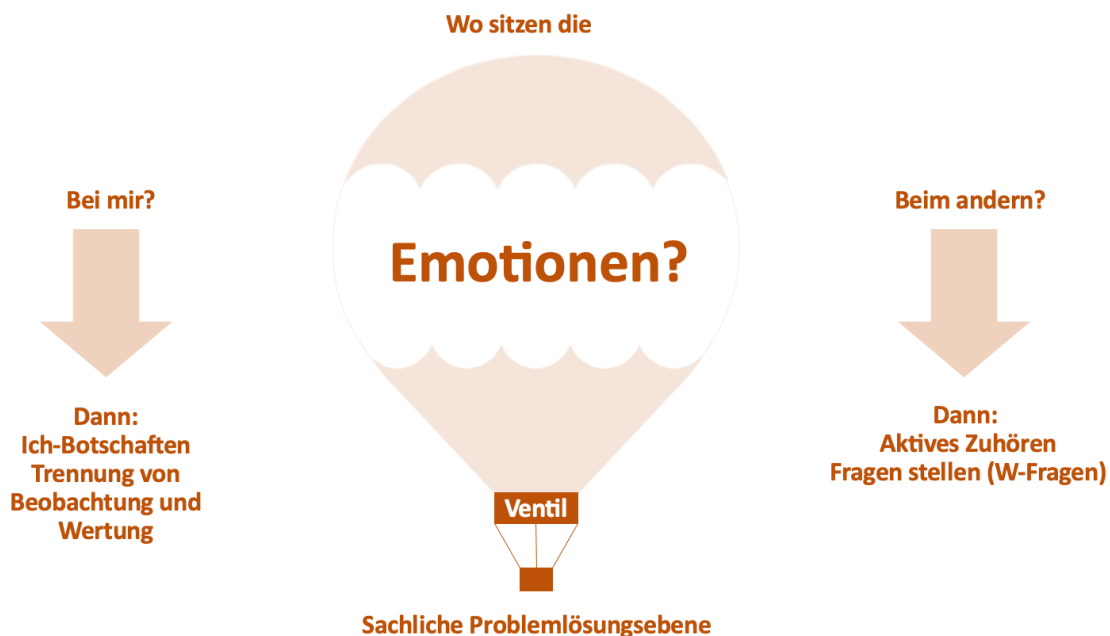 Wo sitzen die
Emotionen?
Bei mir?
Dann:
Ich-Botschaften
Trennung von
Beobachtung und
Wertung
Beim andern?
Dann:
Aktives Zuhören
Fragen stellen (W-Fragen)
Ventil
Sachliche Problemlösungsebene